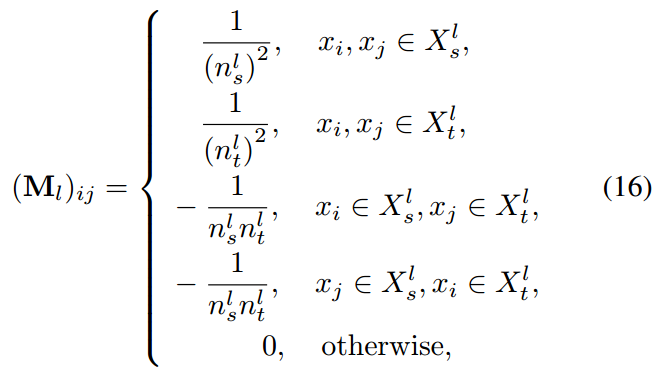 (M_l)_{ij} = {
1/(n_s^l)^2, x_i, x_j ∈ X_s^l,
1/(n_t^l)^2, x_i, x_j ∈ X_t^l,
− 1/(n_s^l n_t^l), x_i ∈ X_s^l, x_j ∈ X_t^l,
− 1/(n_s^l n_t^l), x_j ∈ X_s^l, x_i ∈ X_t^l,
0, otherwise,
(16)